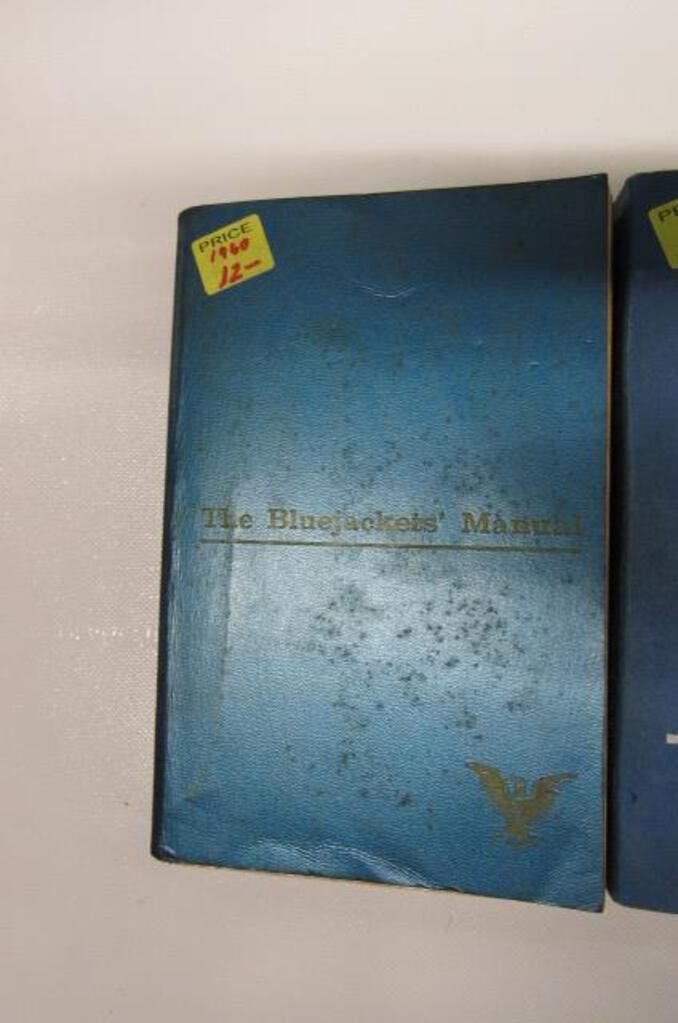 PRICE
1960
12—
The Bluejackets' Manual